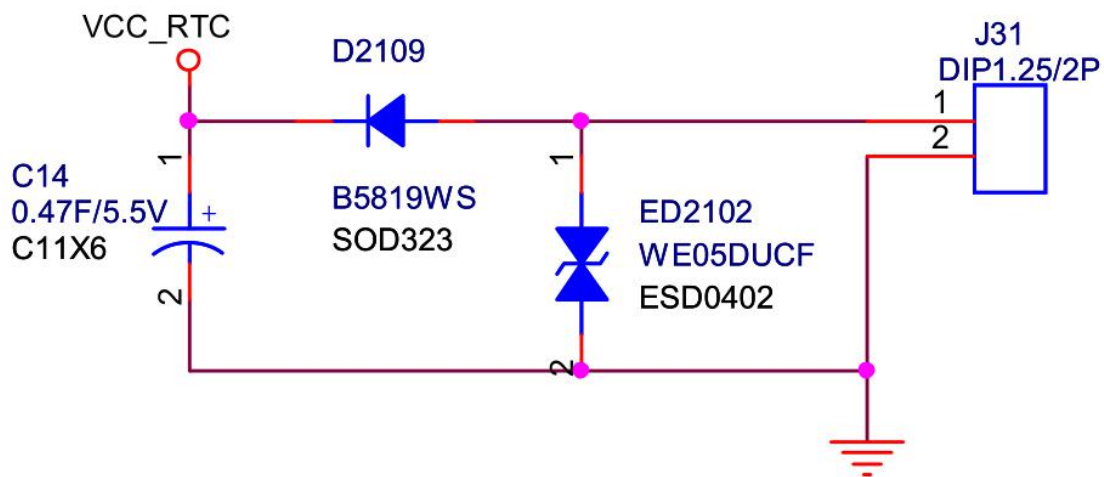 VCC_RTC
D2109
J31
DIP1.25/2P
1
2
1
C14
0.47F/5.5V
+
C11X6
2
B5819WS
SOD323
1
ED2102
WE05DUCF
ESD0402
2